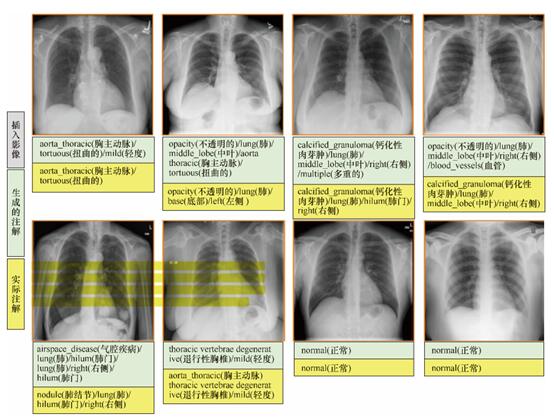 插入影像
生成的注解
实际注解
aorta_thoracic(胸主动脉)/
tortuous(扭曲的)/mild(轻度)
aorta_thoracic(胸主动脉)/
tortuous(扭曲的)
opacity(不透明的)/lung(肺)/
middle_lobe(中叶)/aorta
thoracic(胸主动脉)/
tortuous(扭曲的)
opacity(不透明的)/lung(肺)/
base(底部)/left(左侧)
calcified_granuloma(钙化性
肉芽肿)/lung(肺)/
middle_lobe(中叶)/right(右侧)
/multiple(多重的)
calcified_granuloma(钙化性
肉芽肿)/lung(肺)/hilum(肺门)/
right(右侧)
opacity(不透明的)/lung(肺)/
middle_lobe(中叶)/right(右侧)
/blood_vessels(血管)
calcified_granuloma(钙化性
肉芽肿)/lung(肺)/
middle_lobe(中叶)/right(右侧)
airspace_disease(气腔疾病)/
lung(肺)/hilum(肺门)/
lung(肺)/right(右侧)/
hilum(肺门)
nodule(肺结节)/lung(肺)/
hilum(肺门)/right(右侧)
thoracic vertebrae degenerat
ive(退行性胸椎)/mild(轻度)
aorta_thoracic(胸主动脉)
thoracic vertebrae degenerat
ive(退行性胸椎)/mild(轻度)
normal(正常)
normal(正常)
normal(正常)
normal(正常)